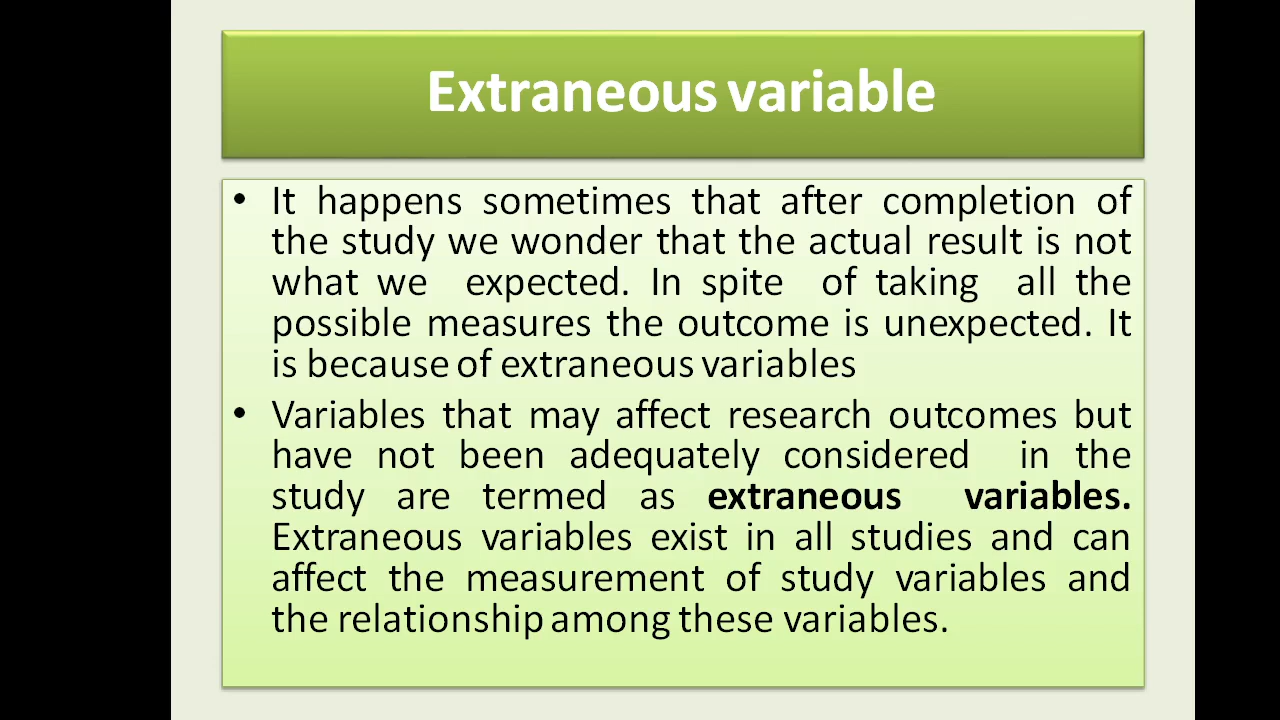 Extraneous variable
• It happens sometimes that after completion of
the study we wonder that the actual result is not
what we expected. In spite of taking all the
possible measures the outcome is unexpected. It
is because of extraneous variables
• Variables that may affect research outcomes but
have not been adequately considered in the
study are termed as extraneous variables.
Extraneous variables exist in all studies and can
affect the measurement of study variables and
the relationship among these variables.